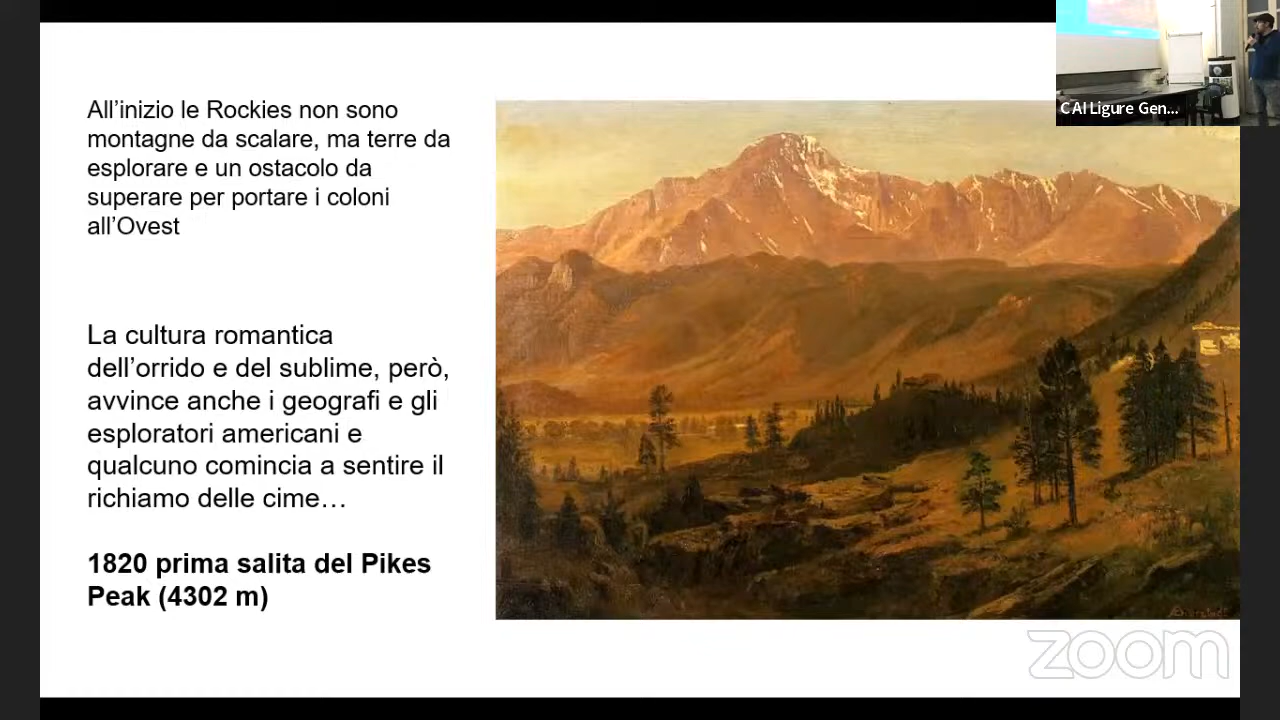 All’inizio le Rockies non sono
montagne da scalare, ma terre da
esplorare e un ostacolo da
superare per portare i coloni
all’Ovest
La cultura romantica
dell’orrido e del sublime, però,
avvince anche i geografi e gli
esploratori americani e
qualcuno comincia a sentire il
richiamo delle cime…
1820 prima salita del Pikes
Peak (4302 m)
CAI Ligure Gen...
zoom